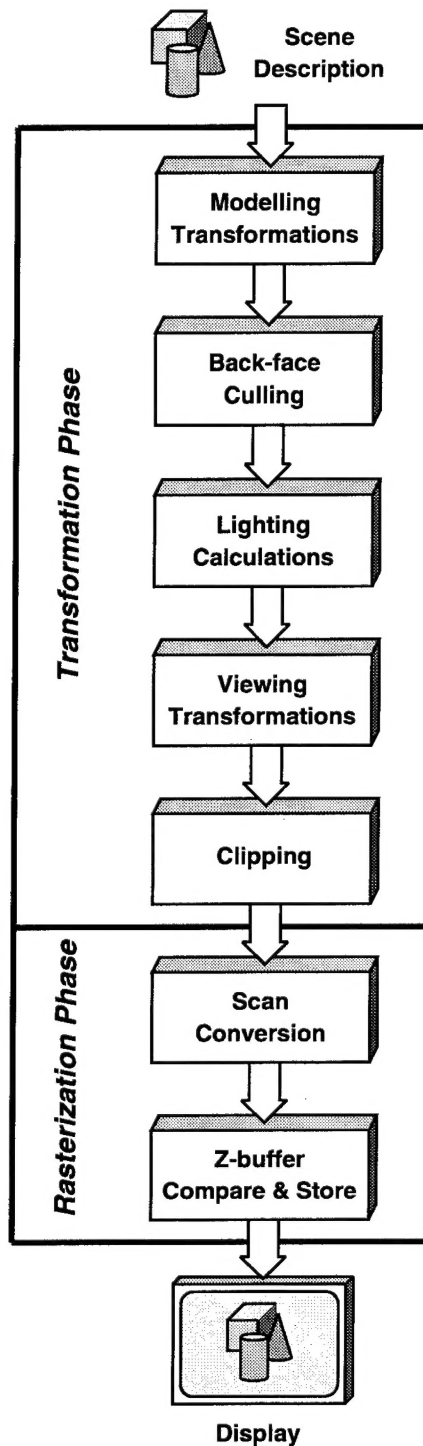 Scene
Description
Transformation Phase
Modelling
Transformations
Back-face
Culling
Lighting
Calculations
Viewing
Transformations
Clipping
Rasterization Phase
Scan
Conversion
Z-buffer
Compare & Store
Display